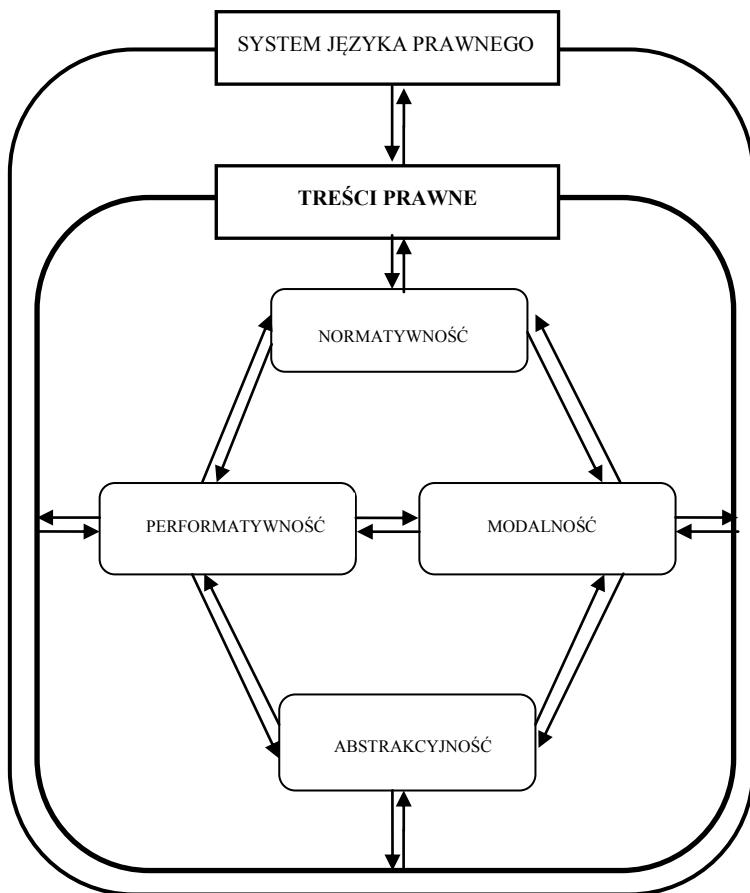 SYSTEM JĘZYKA PRAWNEGO
TREŚCI PRAWNE
NORMATYWNOŚĆ
PERFORMATYWNOŚĆ
MODALNOŚĆ
ABSTRAKCYJNOŚĆ